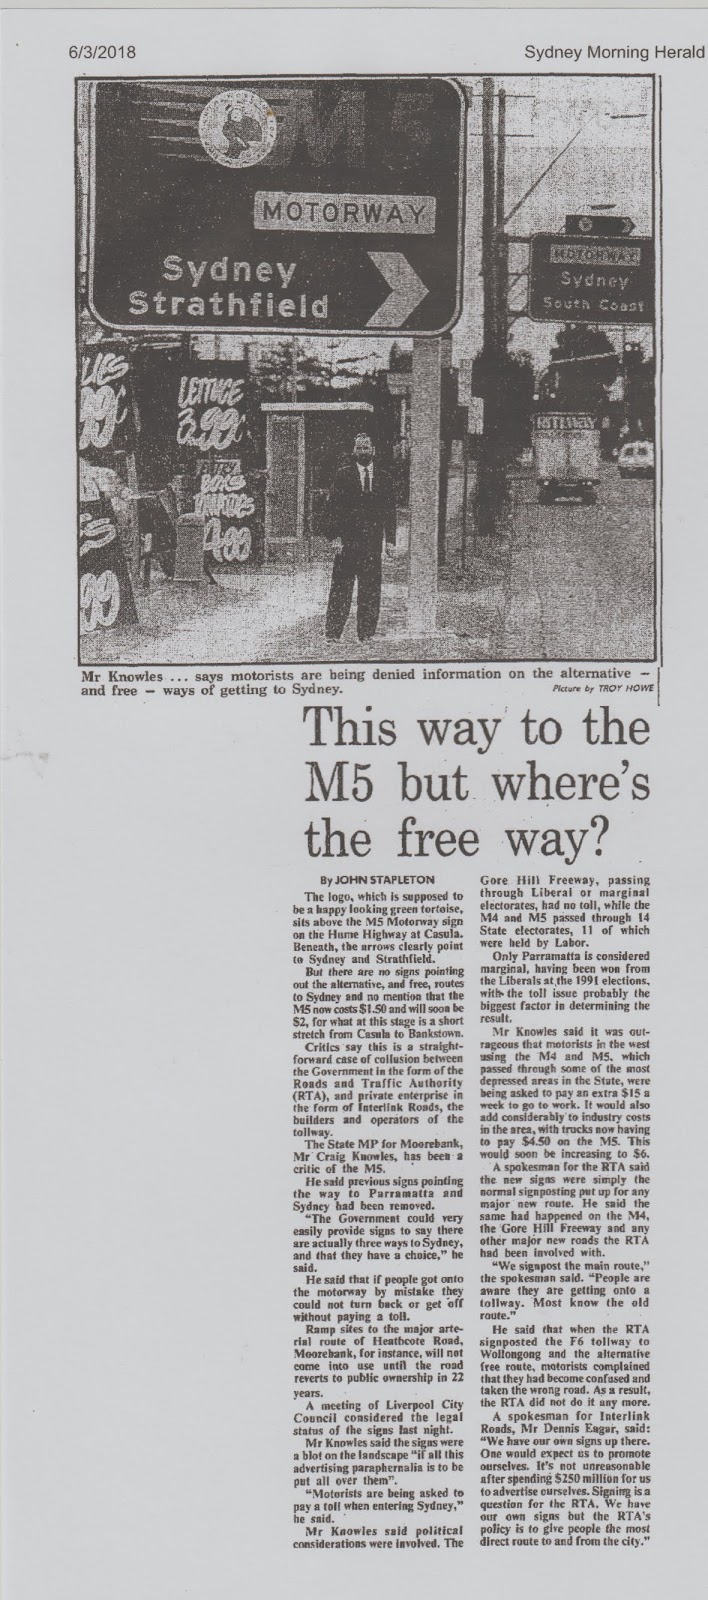 6/3/2018
Sydney Morning Herald
M5
MOTORWAY
Sydney
Strathfield
MOTORWAY
Sydney
South Coast
LETTUCE
3.99
RITEWAY
4.99
99
Mr Knowles ... says motorists are being denied information on the alternative —
and free — ways of getting to Sydney.
Picture by TROY HOWE
This way to the
M5 but where's
the free way?
By JOHN STAPLETON
The logo, which is supposed to
be a happy looking green tortoise,
sits above the M5 Motorway sign
on the Hume Highway at Casula.
Beneath, the arrows clearly point
to Sydney and Strathfield.
But there are no signs pointing
out the alternative, and free, routes
to Sydney and no mention that the
M5 now costs $1.50 and will soon be
$2, for what at this stage is a short
stretch from Casula to Bankstown.
Critics say this is a straight-
forward case of collusion between
the Government in the form of the
Roads and Traffic Authority
(RTA), and private enterprise in
the form of Interlink Roads, the
builders and operators of the
tollway.
The State MP for Moorebank,
Mr Craig Knowles, has been a
critic of the M5.
He said previous signs pointing
the way to Parramatta and
Sydney had been removed.
"The Government could very
easily provide signs to say there
are actually three ways to Sydney,
and that they have a choice," he
said.
He said that if people got onto
the motorway by mistake they
could not turn back or get off
without paying a toll.
Ramp sites to the major arte-
rial route of Heathcote Road,
Moorebank, for instance, will not
come into use until the road
reverts to public ownership in 22
years.
A meeting of Liverpool City
Council considered the legal
status of the signs last night.
Mr Knowles said the signs were
a blot on the landscape "if all this
advertising paraphernalia is to be
put all over them".
"Motorists are being asked to
pay a toll when entering Sydney,"
he said.
Mr Knowles said political
considerations were involved. The
Gore Hill Freeway, passing
through Liberal or marginal
electorates, had no toll, while the
M4 and M5 passed through 14
State electorates, 11 of which
were held by Labor.
Only Parramatta is considered
marginal, having been won from
the Liberals at the 1991 elections,
with the toll issue probably the
biggest factor in determining the
result.
Mr Knowles said it was out-
rageous that motorists in the west
using the M4 and M5, which
passed through some of the most
depressed areas in the State, were
being asked to pay an extra $15 a
week to go to work. It would also
add considerably to industry costs
in the area, with trucks now having
to pay $4.50 on the M5. This
would soon be increasing to $6.
A spokesman for the RTA said
the new signs were simply the
normal signposting put up for any
major new route. He said the
same had happened on the M4,
the Gore Hill Freeway and any
other major new roads the RTA
had been involved with.
"We signpost the main route,"
the spokesman said. "People are
aware they are getting onto a
tollway. Most know the old
route."
He said that when the RTA
signposted the F6 tollway to
Wollongong and the alternative
free route, motorists complained
that they had become confused and
taken the wrong road. As a result,
the RTA did not do it any more.
A spokesman for Interlink
Roads, Mr Dennis Eagar, said:
"We have our own signs up there.
One would expect us to promote
ourselves. It's not unreasonable
after spending $250 million for us
to advertise ourselves. Signing is a
question for the RTA. We have
our own signs but the RTA's
policy is to give people the most
direct route to and from the city."